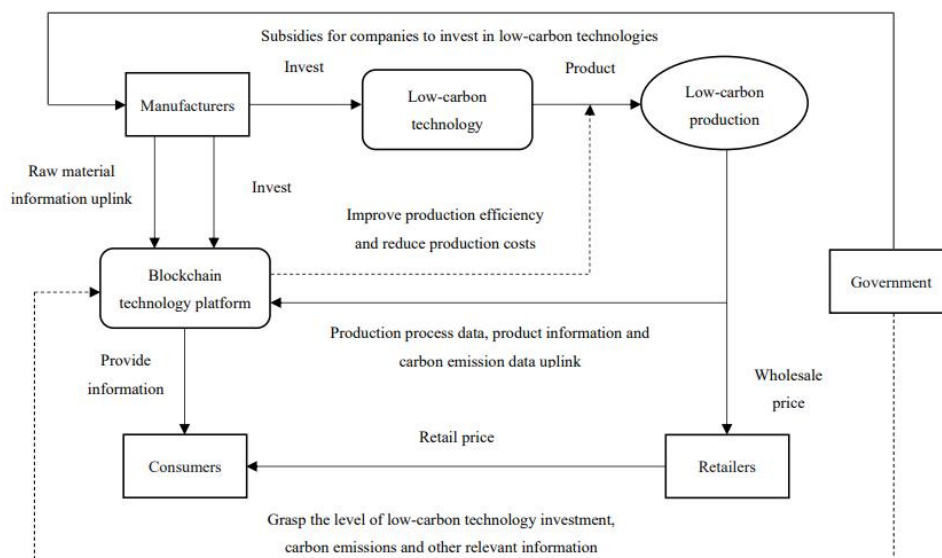 Subsidies for companies to invest in low-carbon technologies
Invest
Product
Manufacturers
Low-carbon
technology
Low-carbon
production
Raw material
information uplink
Invest
Improve production efficiency
and reduce production costs
Blockchain
technology platform
Government
Production process data, product information and
carbon emission data uplink
Provide
information
Wholesale
price
Retail price
Consumers
Retailers
Grasp the level of low-carbon technology investment,
carbon emissions and other relevant information